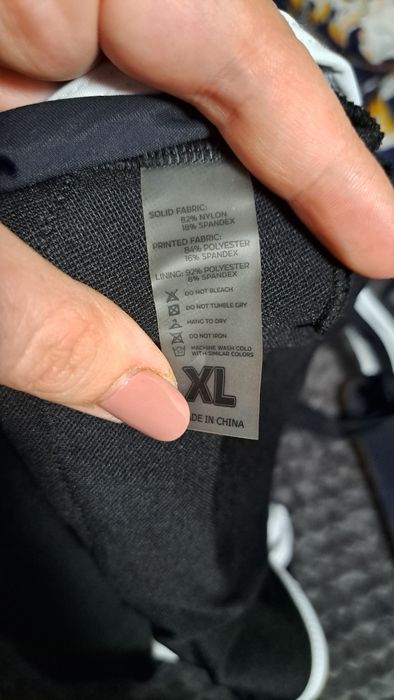 SOLID FABRIC:
82% NYLON
18% SPANDEX
PRINTED FABRIC:
84% POLYESTER
16% SPANDEX
LINING: 92% POLYESTER
8% SPANDEX
DO NOT BLEACH
DO NOT TUMBLE DRY
HANG TO DRY
DO NOT IRON
MACHINE WASH COLD
WITH SIMILAR COLORS
XL
DE IN CHINA